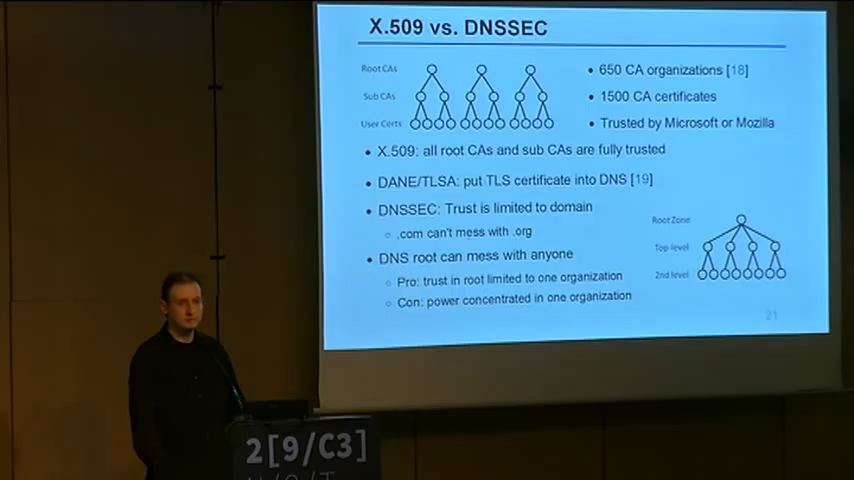 X.509 vs. DNSSEC
Root CAs
Sub CAs
User Certs
• 650 CA organizations [18]
• 1500 CA certificates
• Trusted by Microsoft or Mozilla
• X.509: all root CAs and sub CAs are fully trusted
• DANE/TLSA: put TLS certificate into DNS [19]
• DNSSEC: Trust is limited to domain
○ .com can't mess with .org
• DNS root can mess with anyone
○ Pro: trust in root limited to one organization
○ Con: power concentrated in one organization
Root Zone
Top-level
2nd level
21
2[9/C3]